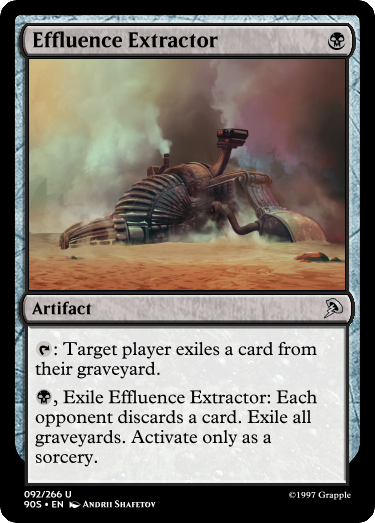 Effluence Extractor
Artifact
: Target player exiles a card from
their graveyard.
, Exile Effluence Extractor: Each
opponent discards a card. Exile all
graveyards. Activate only as a
sorcery.
092/266 U
90S • EN Andrii Shafetov
©1997 Grapple